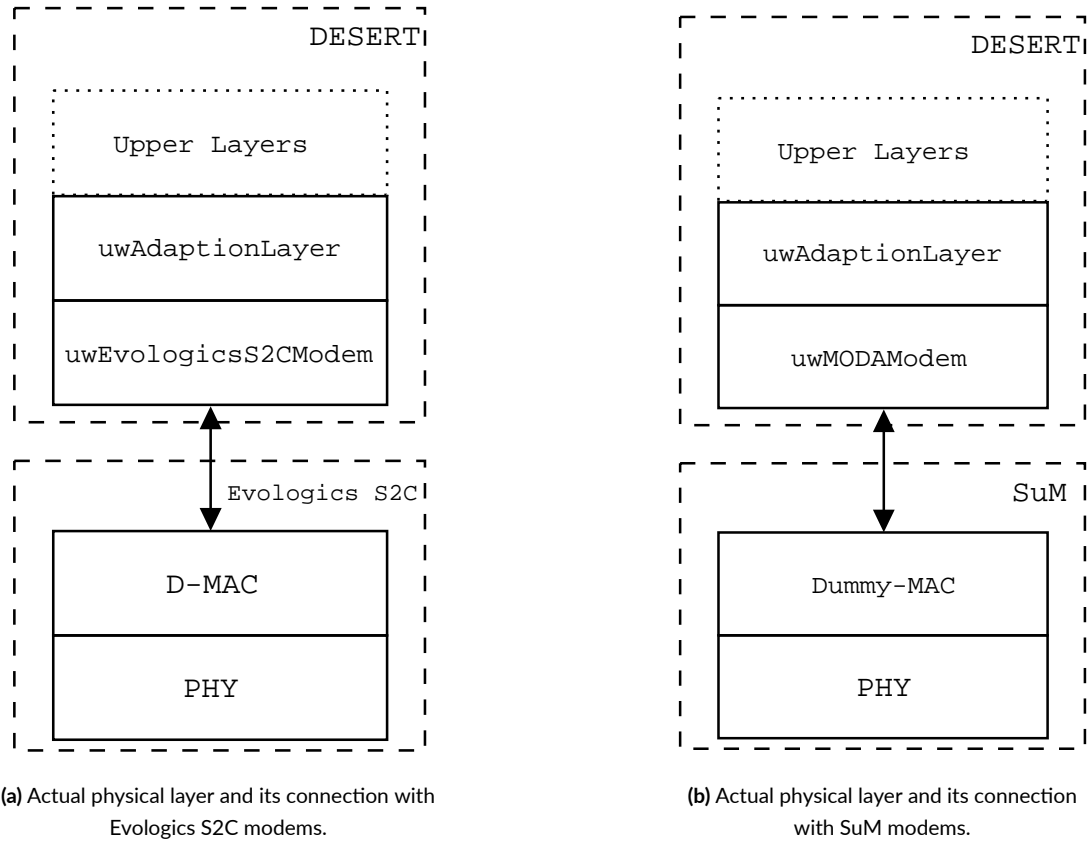 DESERT
Upper Layers
uwAdaptionLayer
uwEvologicsS2CModem
Evologics S2C
D-MAC
PHY
(a) Actual physical layer and its connection with
Evologics S2C modems.
DESERT
Upper Layers
uwAdaptionLayer
uwMODAModem
SuM
Dummy-MAC
PHY
(b) Actual physical layer and its connection
with SuM modems.